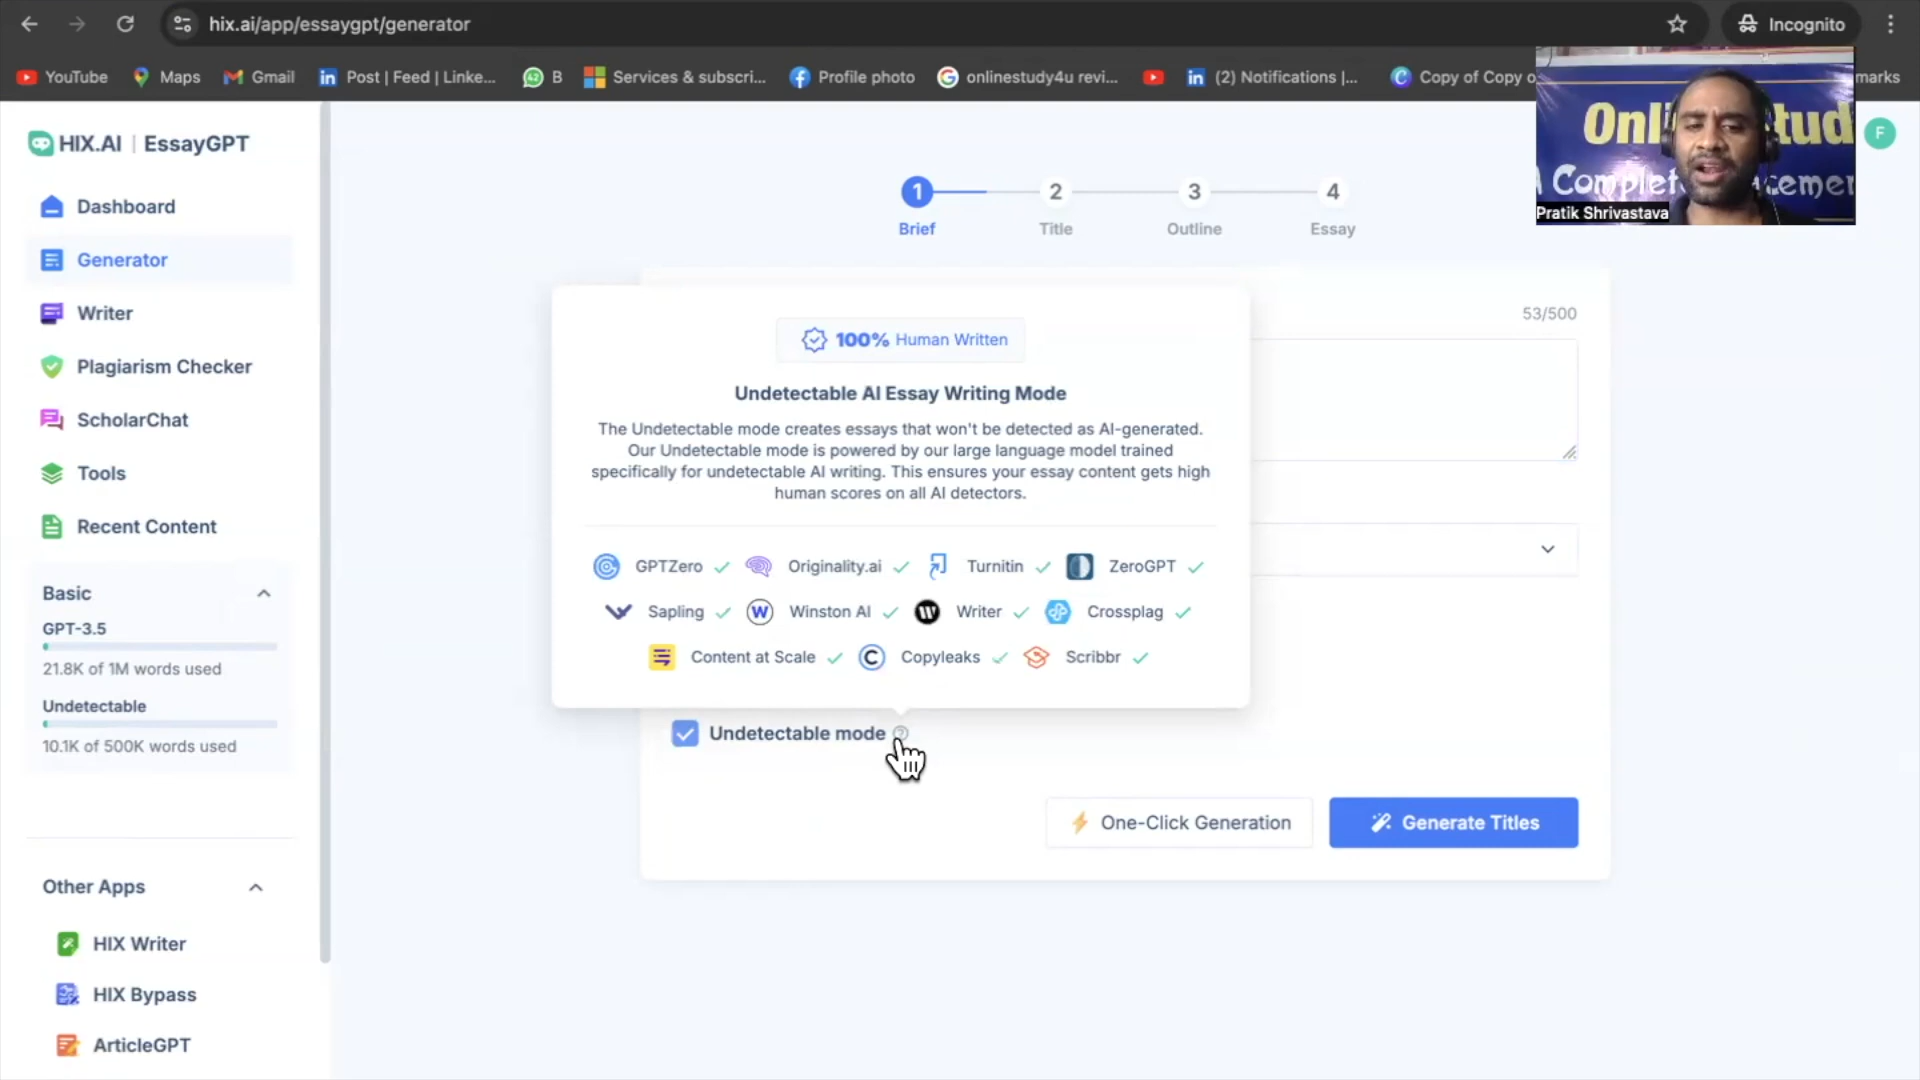 hix.ai/app/essaygpt/generator
Incognito
YouTube
Maps
Gmail
Post | Feed | Linke...
B
Services & subscri...
Profile photo
onlinestudy4u revi...
(2) Notifications |...
Copy of Copy o
marks
HIX.AI | EssayGPT
Dashboard
Generator
Writer
Plagiarism Checker
ScholarChat
Tools
Recent Content
Basic
GPT-3.5
21.8K of 1M words used
Undetectable
10.1K of 500K words used
Other Apps
HIX Writer
HIX Bypass
ArticleGPT
1
2
3
4
Brief
Title
Outline
Essay
53/500
100% Human Written
Undetectable AI Essay Writing Mode
The Undetectable mode creates essays that won't be detected as AI-generated.
Our Undetectable mode is powered by our large language model trained
specifically for undetectable AI writing. This ensures your essay content gets high
human scores on all AI detectors.
GPTZero Originality.ai Turnitin ZeroGPT
Sapling Winston AI Writer Crossplag
Content at Scale Copyleaks Scribbr
Undetectable mode
One-Click Generation
Generate Titles
Pratik Shrivastava
F